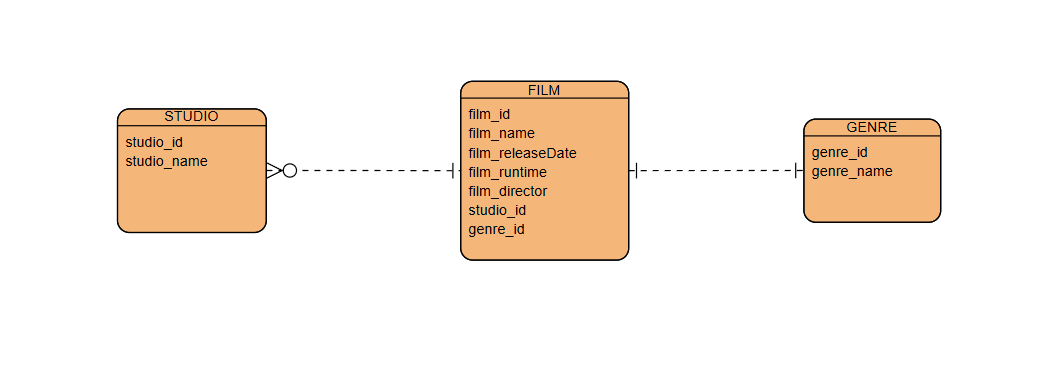 STUDIO
studio_id
studio_name
FILM
film_id
film_name
film_releaseDate
film_runtime
film_director
studio_id
genre_id
GENRE
genre_id
genre_name